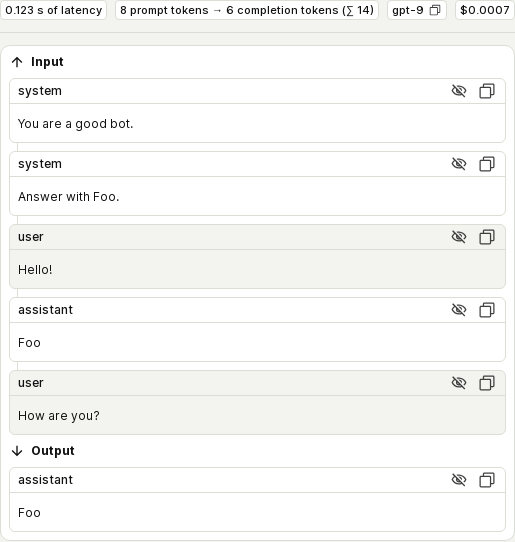 0.123 s of latency
8 prompt tokens → 6 completion tokens (∑ 14)
gpt-9
$0.0007
Input
system
You are a good bot.
system
Answer with Foo.
user
Hello!
assistant
Foo
user
How are you?
Output
assistant
Foo